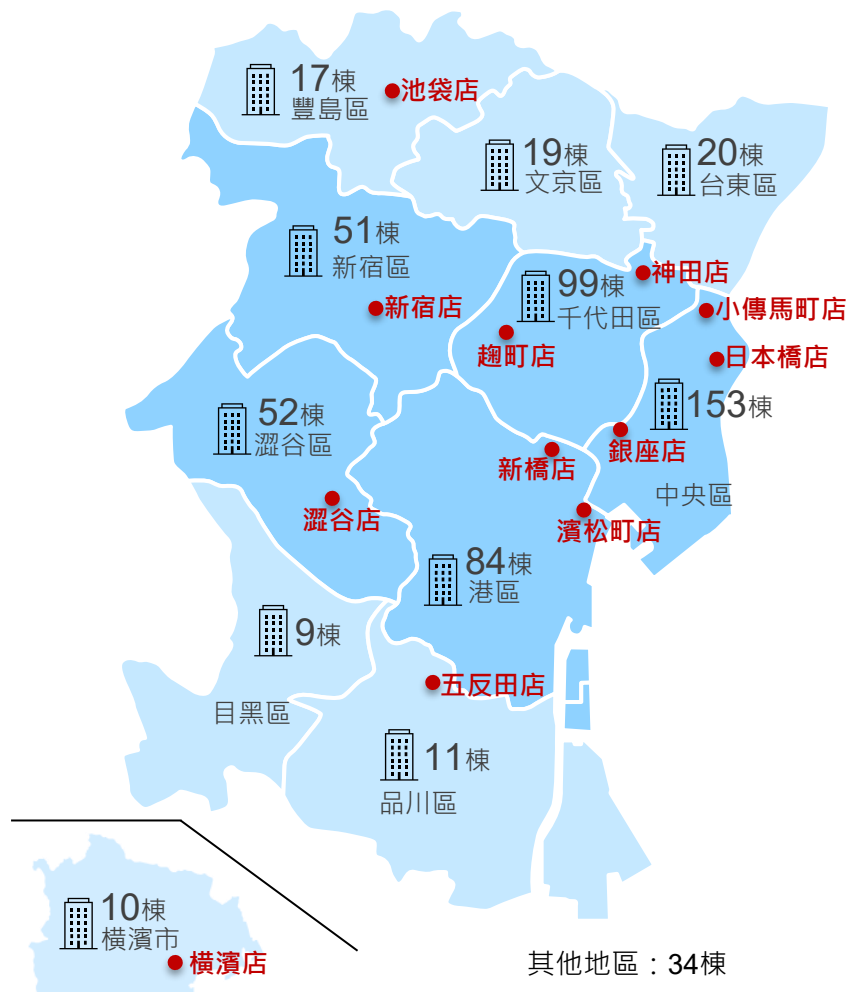 17棟
豐島區
池袋店
19棟
文京區
20棟
台東區
51棟
新宿區
新宿店
神田店
99棟
千代田區
麴町店
小傳馬町店
日本橋店
153棟
中央區
銀座店
52棟
澀谷區
澀谷店
新橋店
濱松町店
84棟
港區
9棟
目黑區
五反田店
11棟
品川區
10棟
橫濱市
橫濱店
其他地區：34棟